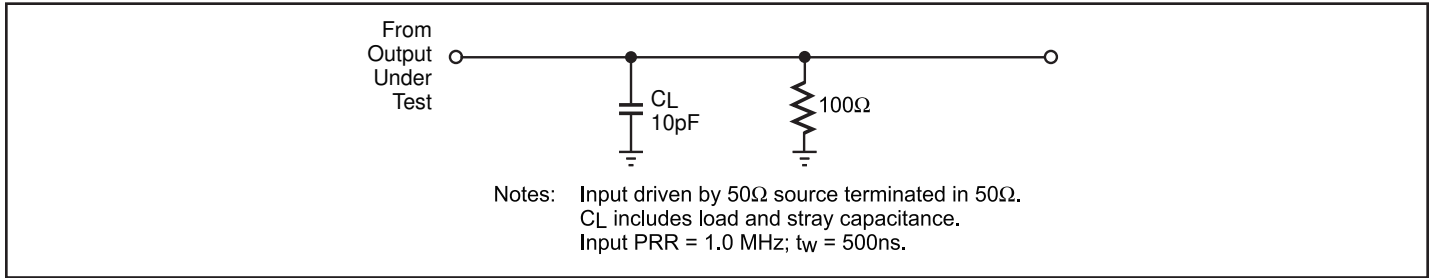 From
Output
Under
Test
CL
10pF
100Ω
Notes: Input driven by 50Ω source terminated in 50Ω.
CL includes load and stray capacitance.
Input PRR = 1.0 MHz; tw = 500ns.